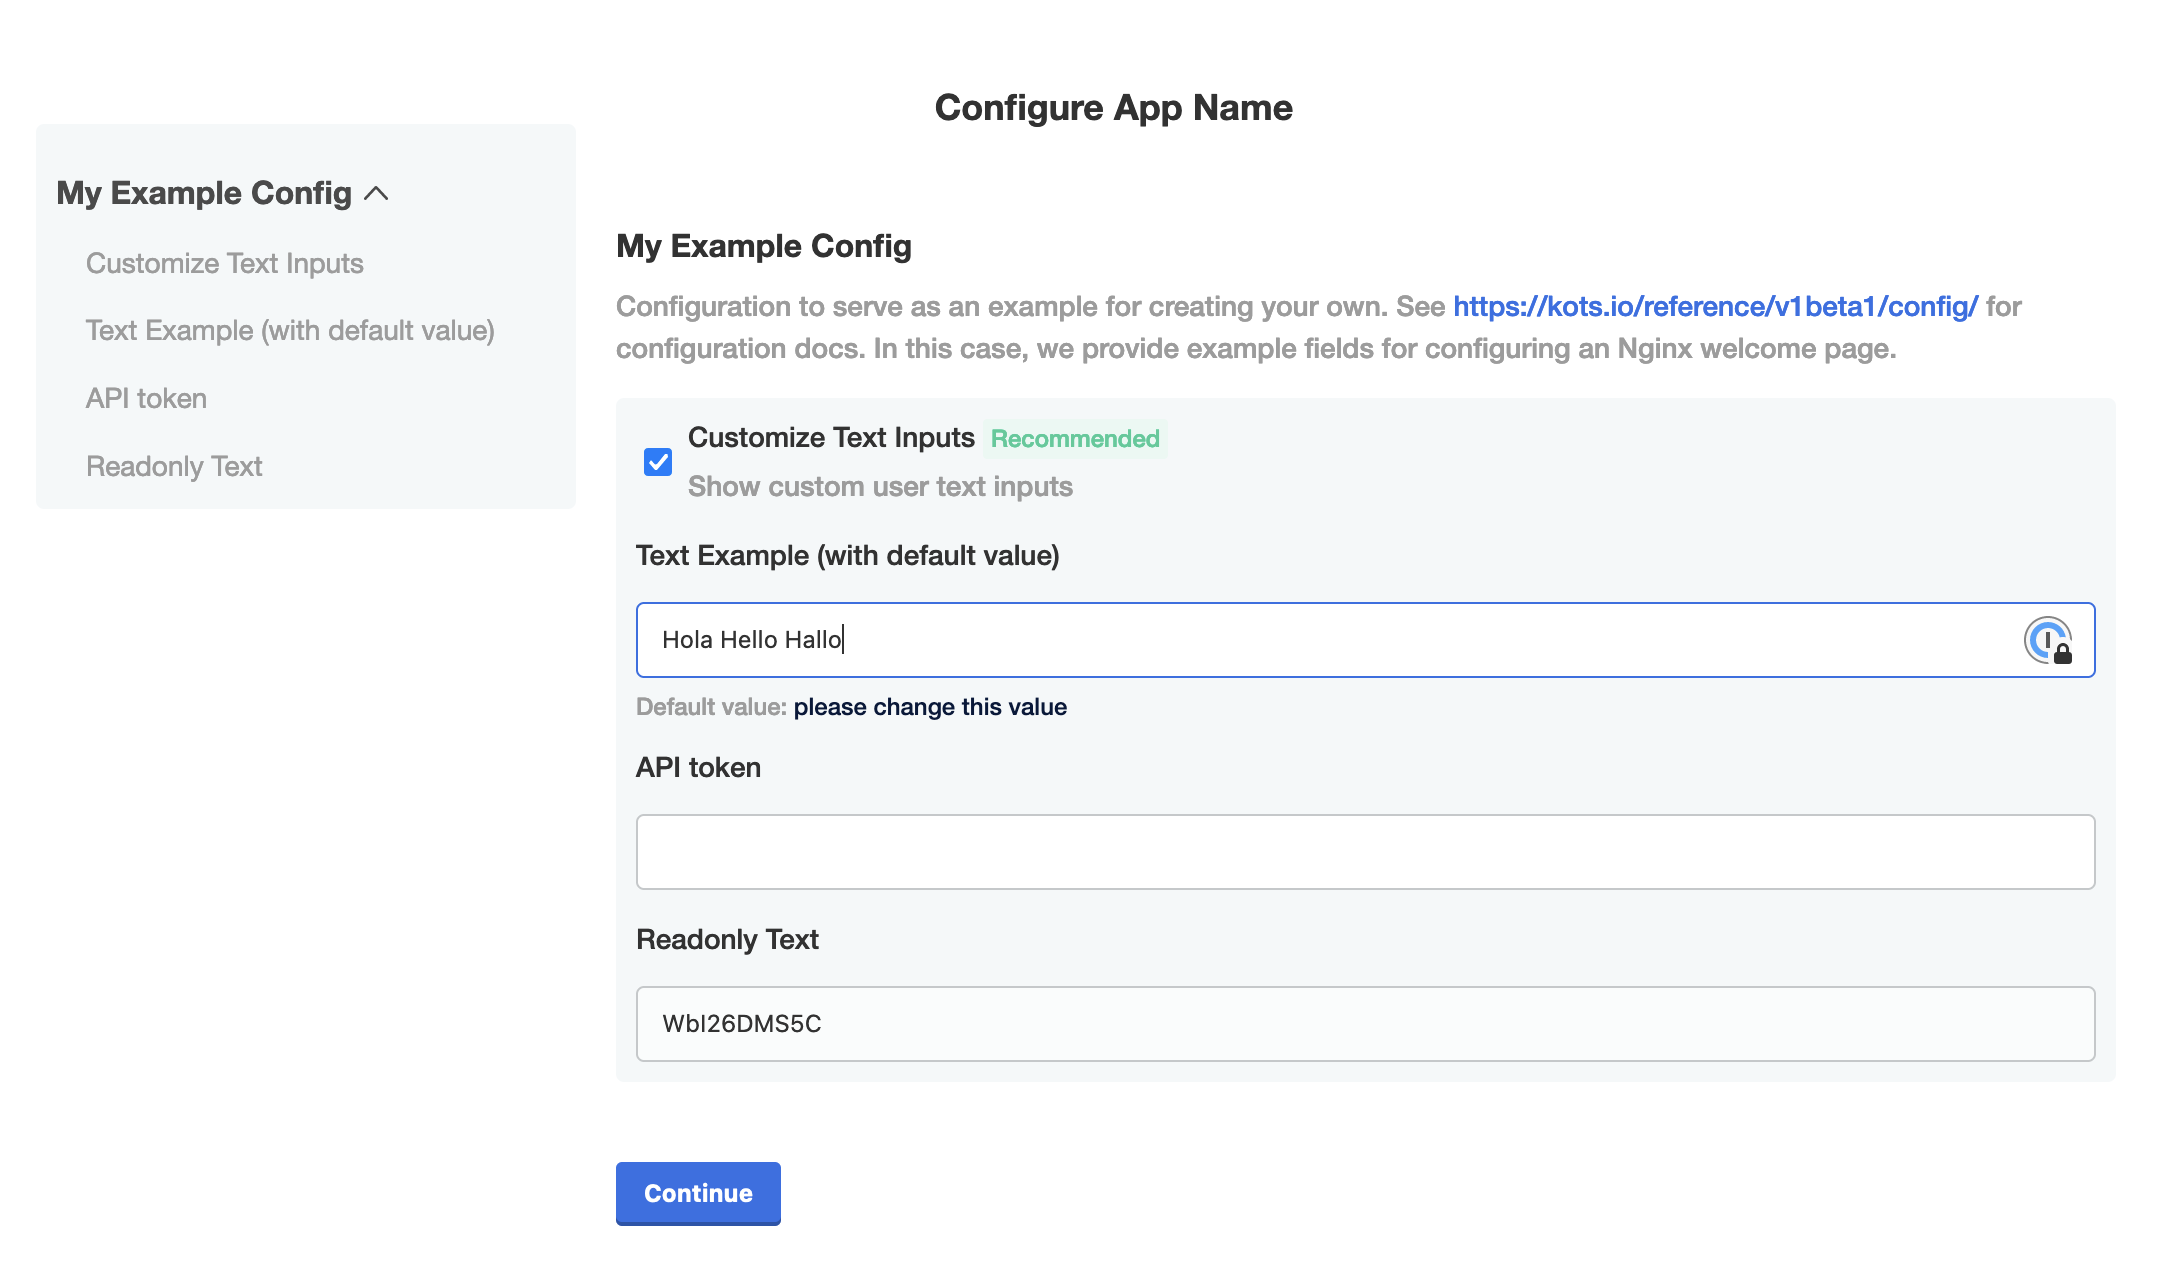 Configure App Name
My Example Config
Customize Text Inputs
Text Example (with default value)
API token
Readonly Text
My Example Config
Configuration to serve as an example for creating your own. See https://kots.io/reference/v1beta1/config/ for
configuration docs. In this case, we provide example fields for configuring an Nginx welcome page.
Customize Text Inputs Recommended
Show custom user text inputs
Text Example (with default value)
Hola Hello Hallo
Default value: please change this value
API token
Readonly Text
WbI26DMS5C
Continue